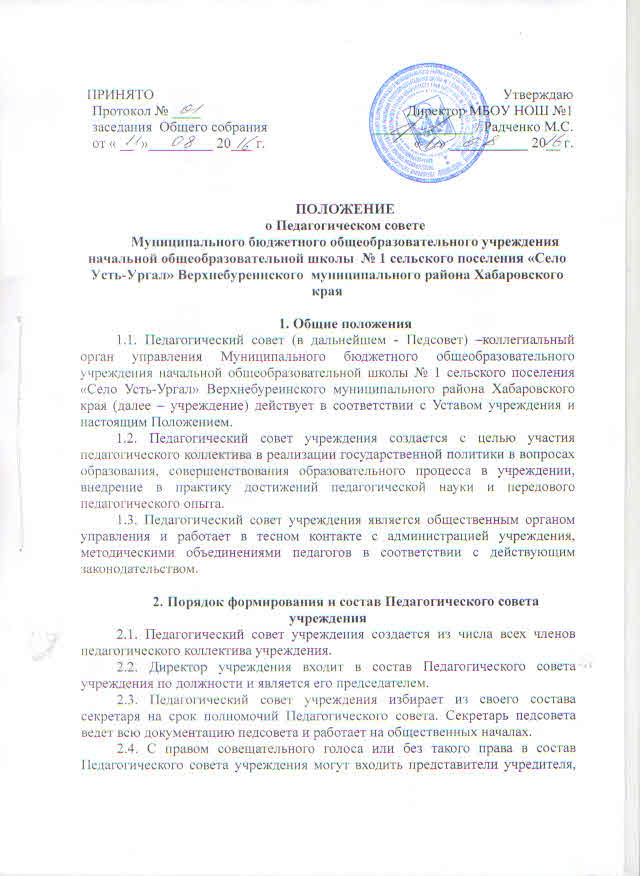 ПРИНЯТО Утверждаю
Протокол № 01 Директор МБОУ НОШ №1
заседания Общего собрания Радченко М.С.
от « 11 » 08 2016 г. « » 08 2016 г.
ПОЛОЖЕНИЕ
о Педагогическом совете
Муниципального бюджетного общеобразовательного учреждения
начальной общеобразовательной школы № 1 сельского поселения «Село
Усть-Ургал» Верхнебуреинского муниципального района Хабаровского
края
1. Общие положения
1.1. Педагогический совет (в дальнейшем - Педсовет) –коллегиальный
орган управления Муниципального бюджетного общеобразовательного
учреждения начальной общеобразовательной школы № 1 сельского поселения
«Село Усть-Ургал» Верхнебуреинского муниципального района Хабаровского
края (далее – учреждение) действует в соответствии с Уставом учреждения и
настоящим Положением.
1.2. Педагогический совет учреждения создается с целью участия
педагогического коллектива в реализации государственной политики в вопросах
образования, совершенствования образовательного процесса в учреждении,
внедрение в практику достижений педагогической науки и передового
педагогического опыта.
1.3. Педагогический совет учреждения является общественным органом
управления и работает в тесном контакте с администрацией учреждения,
методическими объединениями педагогов в соответствии с действующим
законодательством.
2. Порядок формирования и состав Педагогического совета
учреждения
2.1. Педагогический совет учреждения создается из числа всех членов
педагогического коллектива учреждения.
2.2. Директор учреждения входит в состав Педагогического совета
учреждения по должности и является его председателем.
2.3. Педагогический совет учреждения избирает из своего состава
секретаря на срок полномочий Педагогического совета. Секретарь педсовета
ведет всю документацию педсовета и работает на общественных началах.
2.4. С правом совещательного голоса или без такого права в состав
Педагогического совета учреждения могут входить представители учредителя,